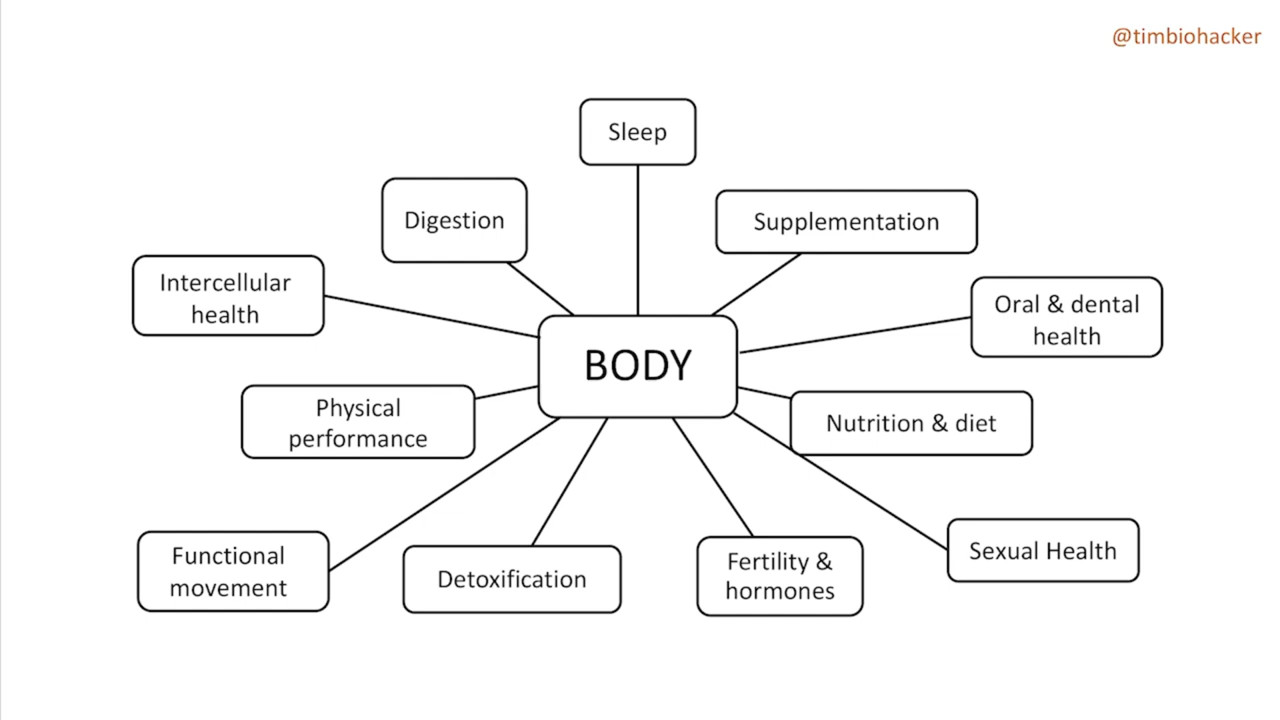 @timbiohacker
Sleep
Digestion
Supplementation
Intercellular
health
Oral & dental
health
BODY
Physical
performance
Nutrition & diet
Functional
movement
Detoxification
Fertility &
hormones
Sexual Health